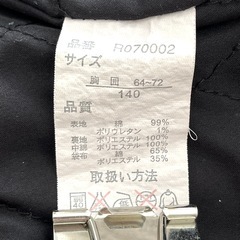 品番 R070002
サイズ
胸囲 64~72
140
品質
表地 綿 99%
ポリウレタン 1%
裏地 ポリエステル 100%
中綿 ポリエステル 100%
袋布 綿 65%
ポリエステル 35%
取扱い方法